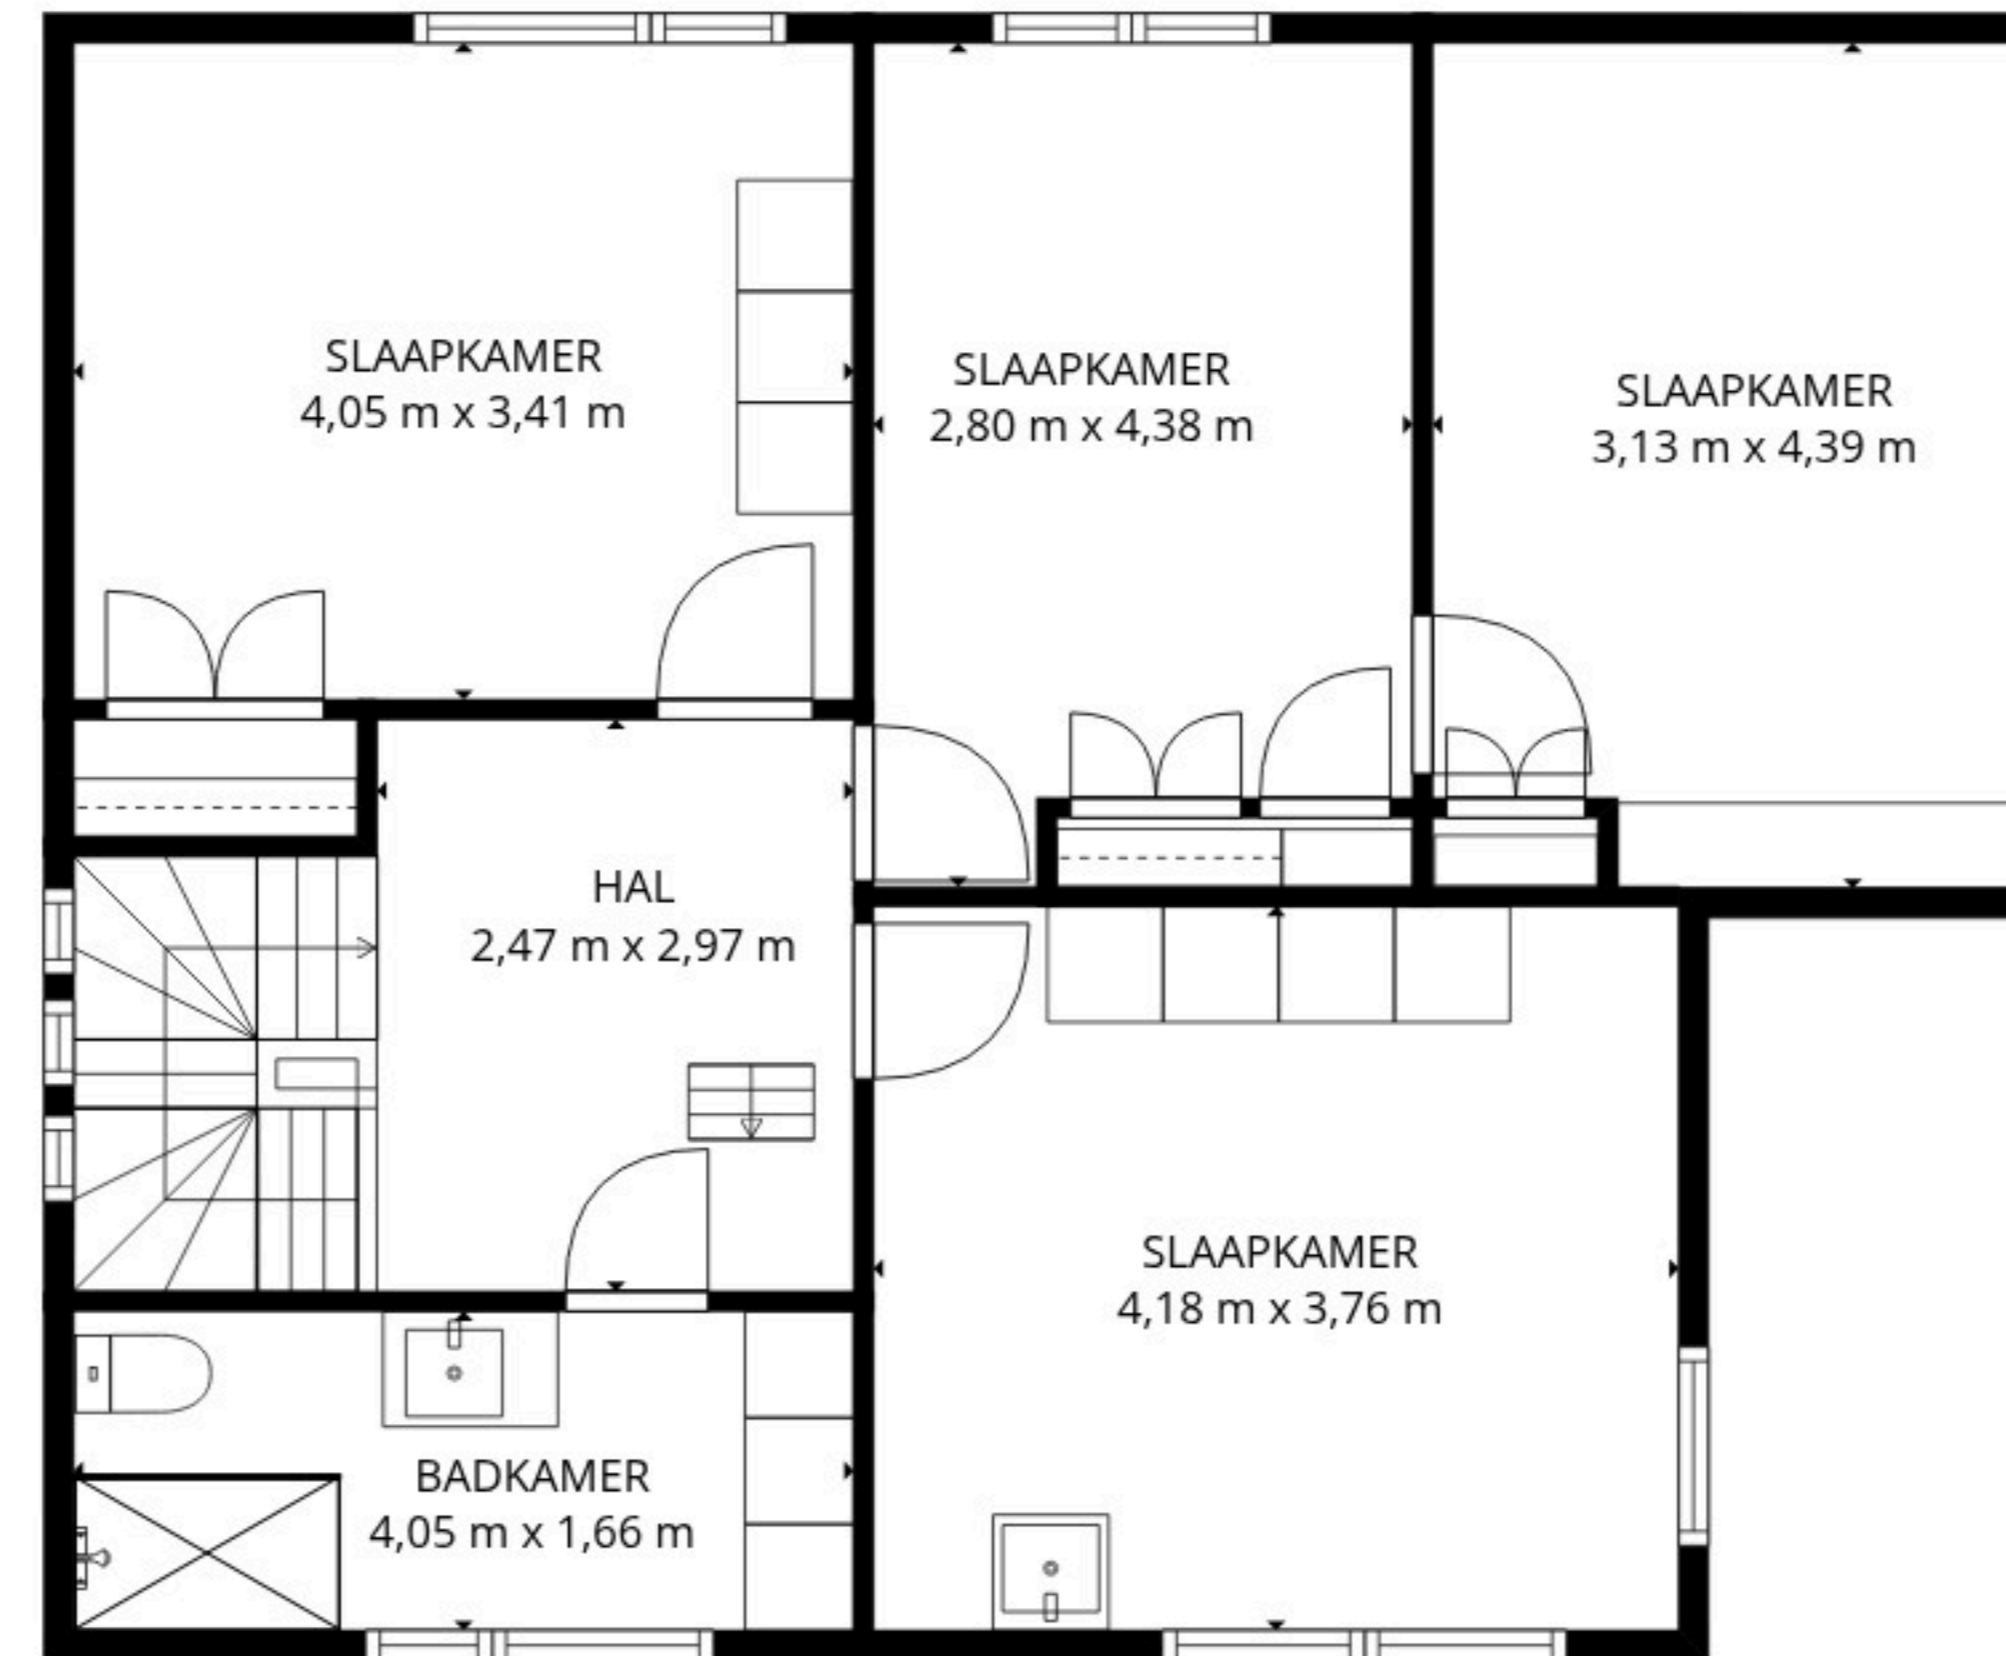 SLAAPKAMER
4,05 m x 3,41 m
SLAAPKAMER
2,80 m x 4,38 m
SLAAPKAMER
3,13 m x 4,39 m
HAL
2,47 m x 2,97 m
SLAAPKAMER
4,18 m x 3,76 m
BADKAMER
4,05 m x 1,66 m